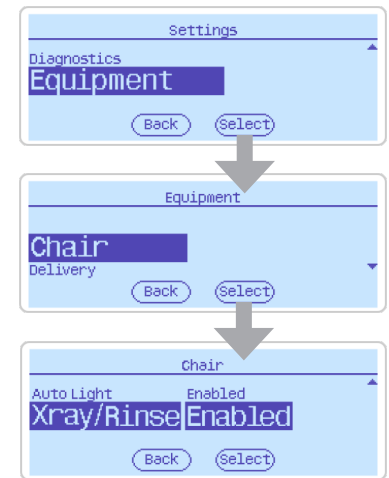 Settings
Diagnostics
Equipment
Back Select
Equipment
Chair
Delivery
Back Select
Chair
Auto Light Enabled
Xray/Rinse Enabled
Back Select